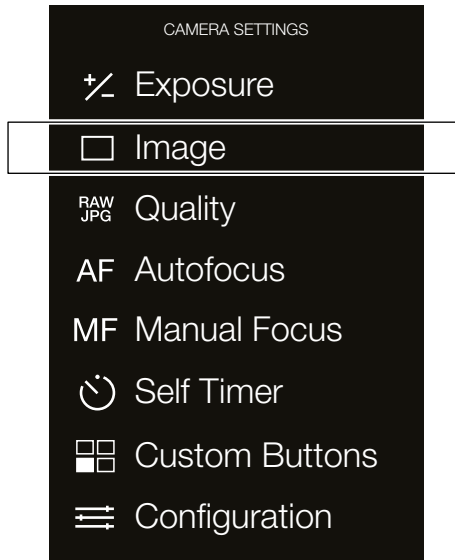 CAMERA SETTINGS
+/- Exposure
Image
RAW JPG Quality
AF Autofocus
MF Manual Focus
Self Timer
Custom Buttons
Configuration